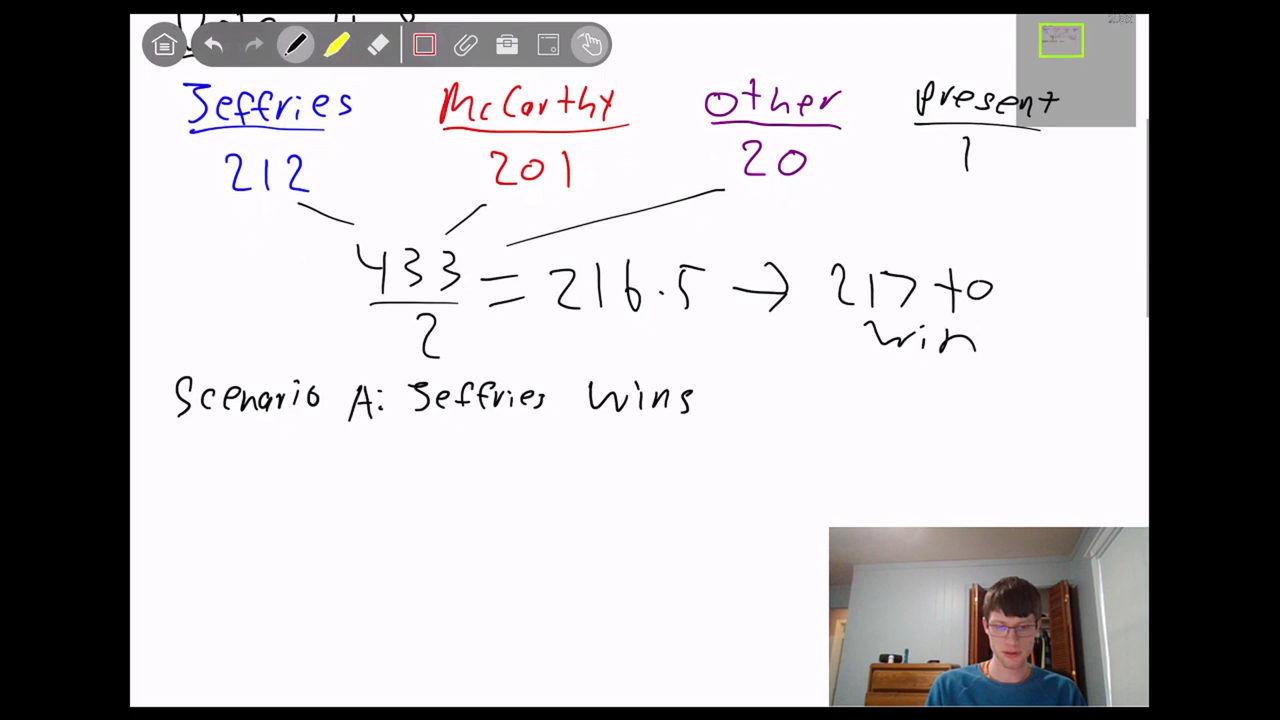 Jeffries McCarthy Other Present
212 201 20 1
433/2 = 216.5 → 217 to win
Scenario A: Jeffries wins